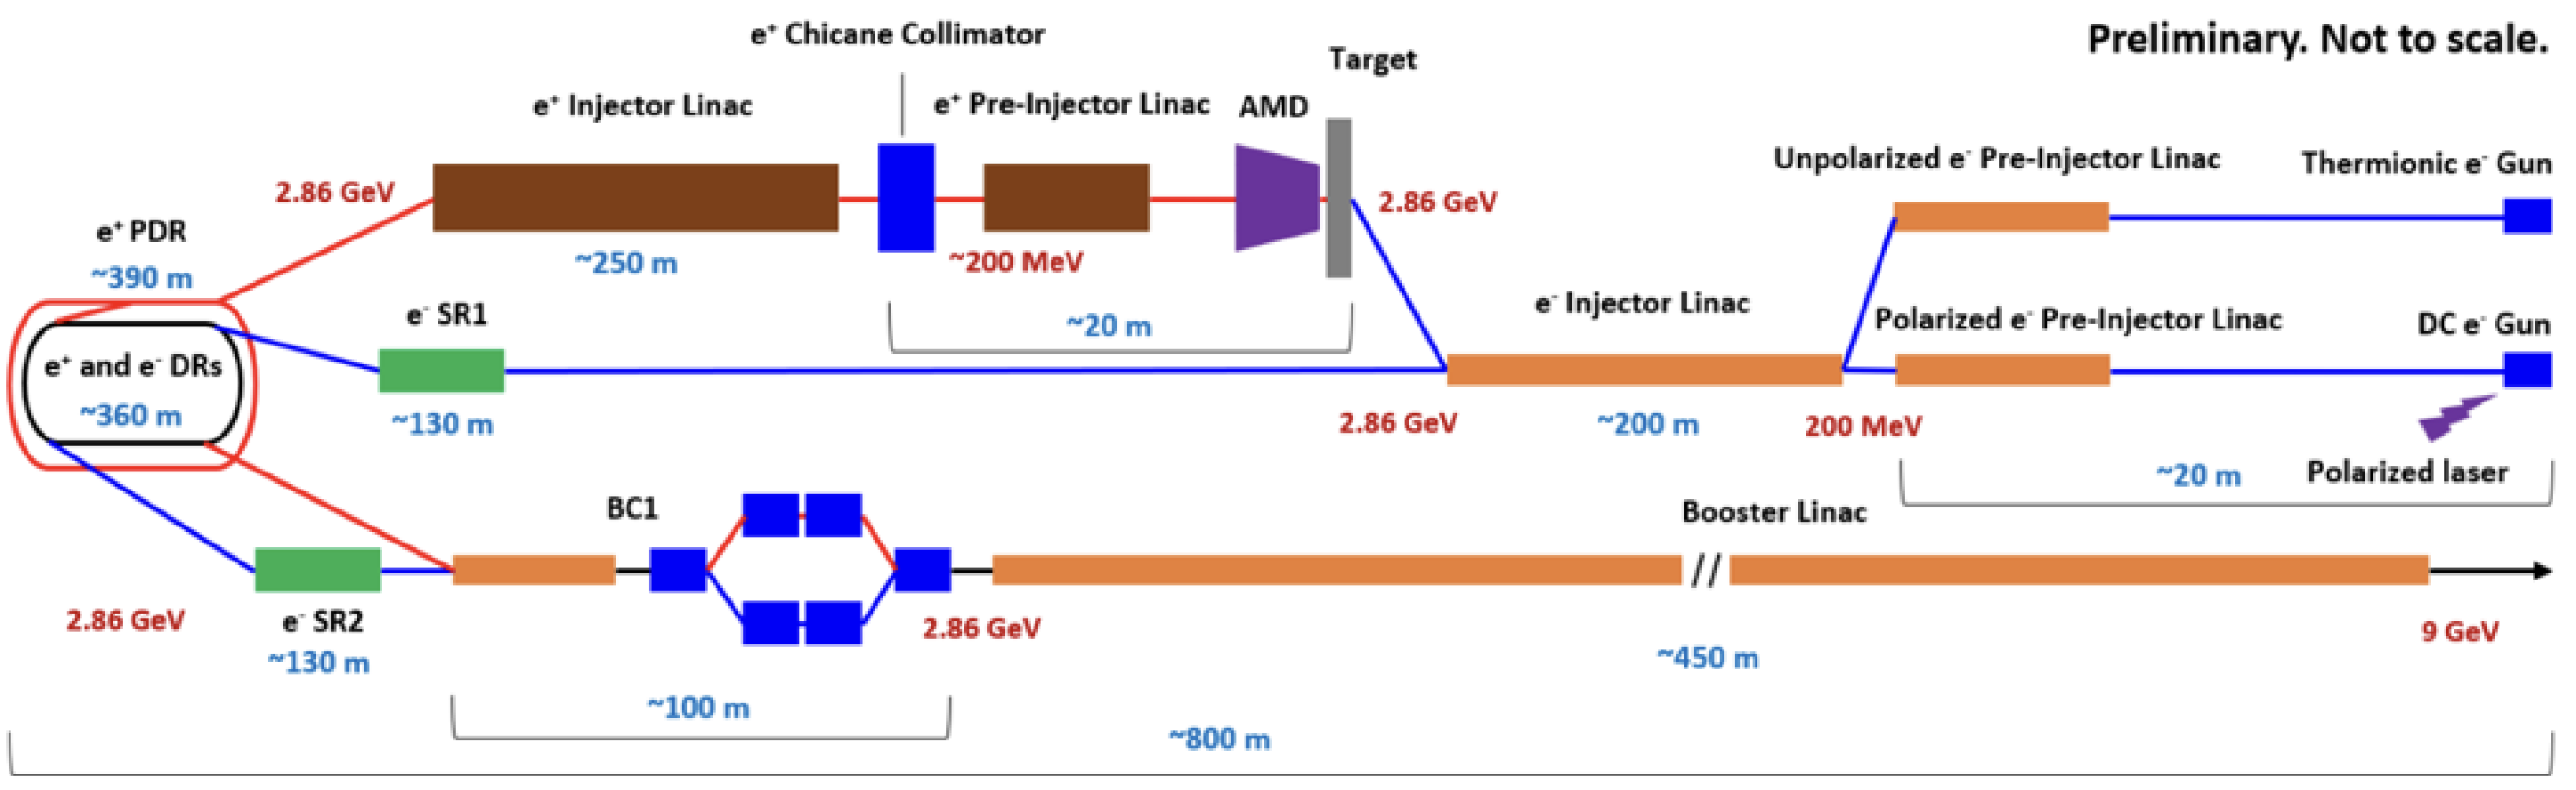 Preliminary. Not to scale.
e⁺ Chicane Collimator
Target
e⁺ Injector Linac
e⁺ Pre-Injector Linac
AMD
Unpolarized e⁻ Pre-Injector Linac
Thermionic e⁻ Gun
2.86 GeV
2.86 GeV
e⁺ PDR
~390 m
~250 m
~200 MeV
~20 m
e⁻ SR1
e⁻ Injector Linac
Polarized e⁻ Pre-Injector Linac
DC e⁻ Gun
e⁺ and e⁻ DRs
~360 m
~130 m
2.86 GeV
~200 m
200 MeV
~20 m
Polarized laser
BC1
Booster Linac
//
2.86 GeV
e⁻ SR2
~130 m
2.86 GeV
~450 m
9 GeV
~100 m
~800 m